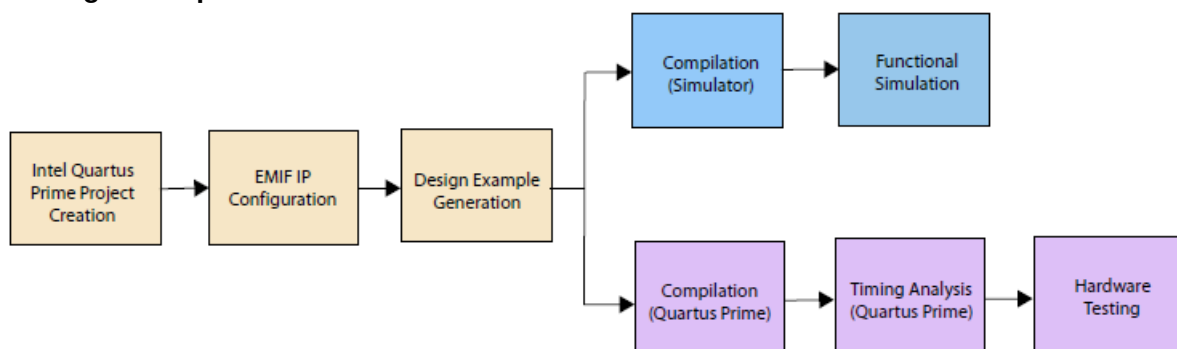 Compilation
(Simulator)
Functional
Simulation
Intel Quartus
Prime Project
Creation
EMIF IP
Configuration
Design Example
Generation
Compilation
(Quartus Prime)
Timing Analysis
(Quartus Prime)
Hardware
Testing